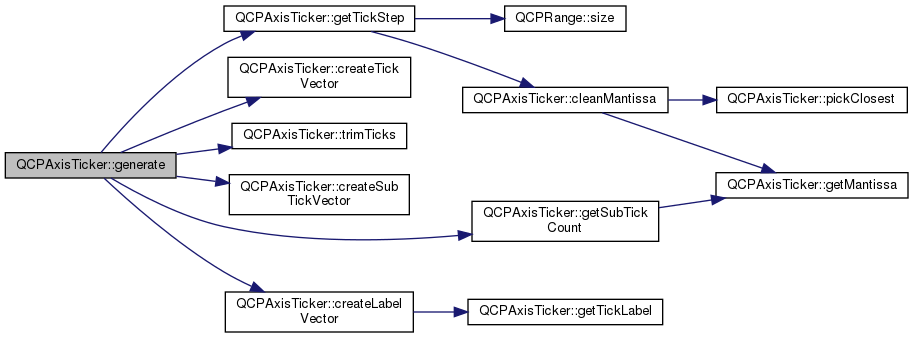 QCPAxisTicker::generate
QCPAxisTicker::getTickStep
QCPRange::size
QCPAxisTicker::createTick
Vector
QCPAxisTicker::cleanMantissa
QCPAxisTicker::pickClosest
QCPAxisTicker::trimTicks
QCPAxisTicker::createSub
TickVector
QCPAxisTicker::getMantissa
QCPAxisTicker::getSubTick
Count
QCPAxisTicker::createLabel
Vector
QCPAxisTicker::getTickLabel